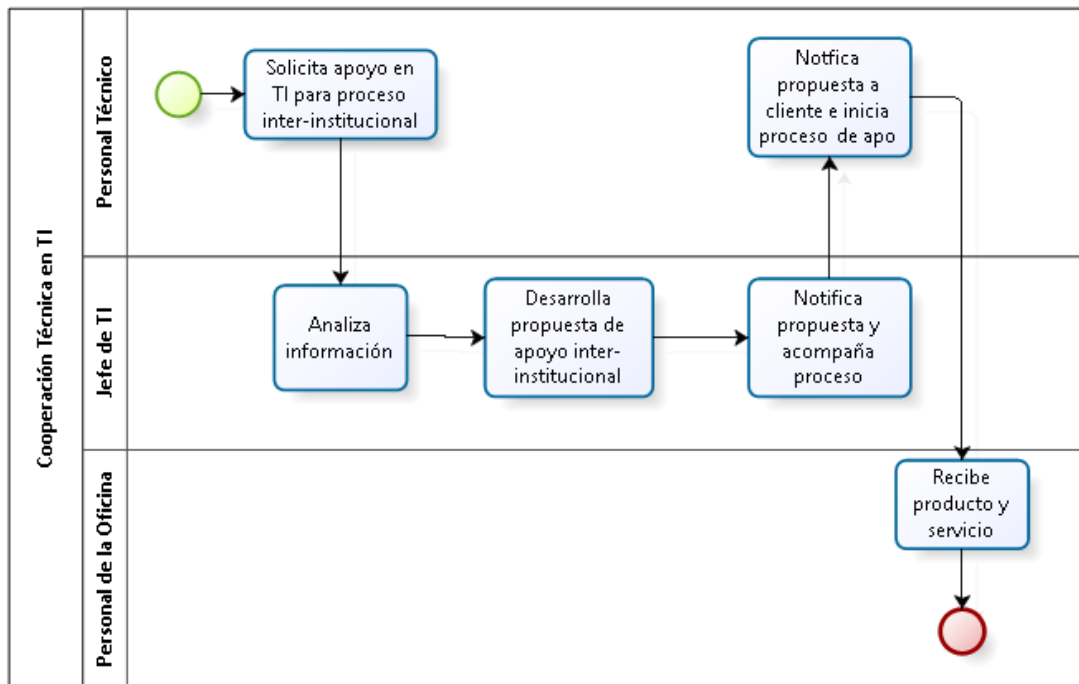 Cooperación Técnica en TI
Personal Técnico
Solicita apoyo en
TI para proceso
inter-institucional
Notfica
propuesta a
cliente e inicia
proceso de apo
Jefe de TI
Analiza
información
Desarrolla
propuesta de
apoyo inter-
institucional
Notifica
propuesta y
acompaña
proceso
Personal de la Oficina
Recibe
producto y
servicio